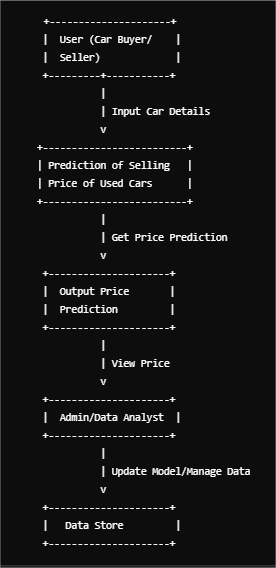 +---------------------+
| User (Car Buyer/ |
| Seller) |
+---------+-----------+
|
| Input Car Details
v
+-------------------------+
| Prediction of Selling |
| Price of Used Cars |
+-------------------------+
|
| Get Price Prediction
v
+---------------------+
| Output Price |
| Prediction |
+---------------------+
|
| View Price
v
+---------------------+
| Admin/Data Analyst |
+---------------------+
|
| Update Model/Manage Data
v
+---------------------+
| Data Store |
+---------------------+